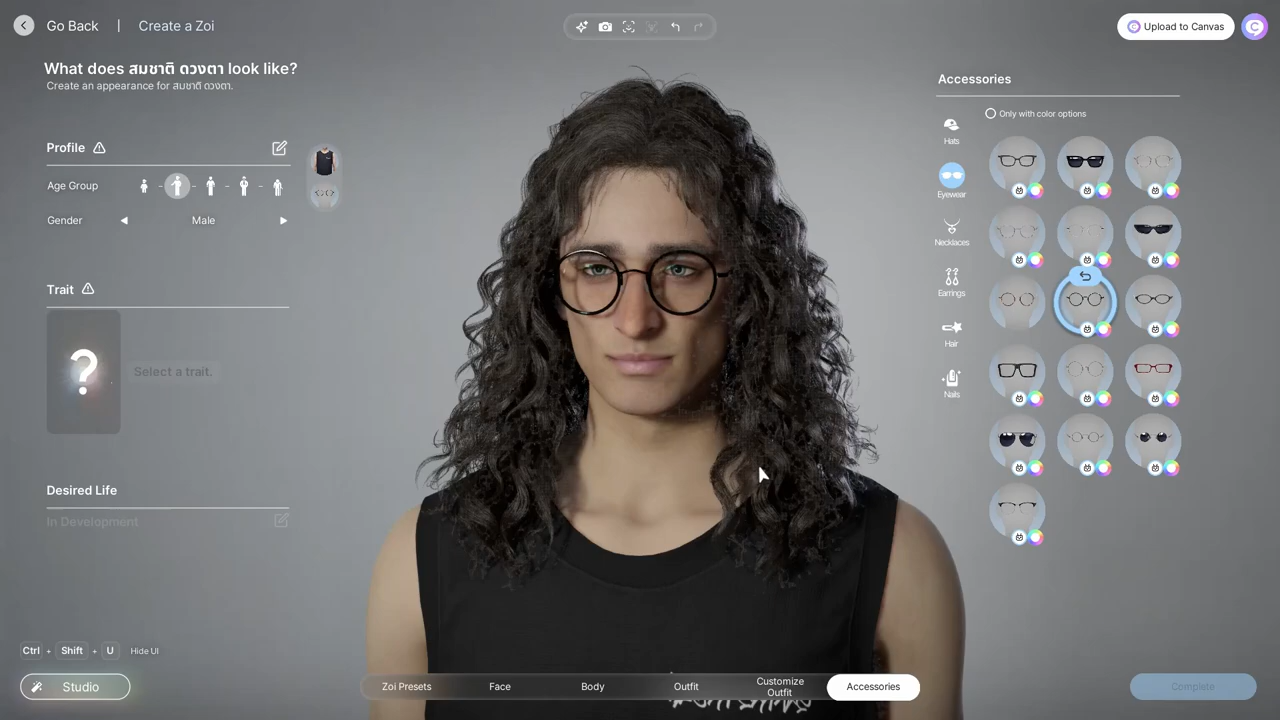 Go Back | Create a Zoi
Upload to Canvas
What does สมชาติ ดวงตา look like?
Create an appearance for สมชาติ ดวงตา.
Profile
Age Group
Gender
Male
Trait
Select a trait.
Desired Life
In Development
Ctrl + Shift + U Hide UI
Studio
Accessories
Only with color options
Hats
Eyewear
Necklaces
Earrings
Hair
Nails
Zoi Presets
Face
Body
Outfit
Customize
Outfit
Accessories
Complete